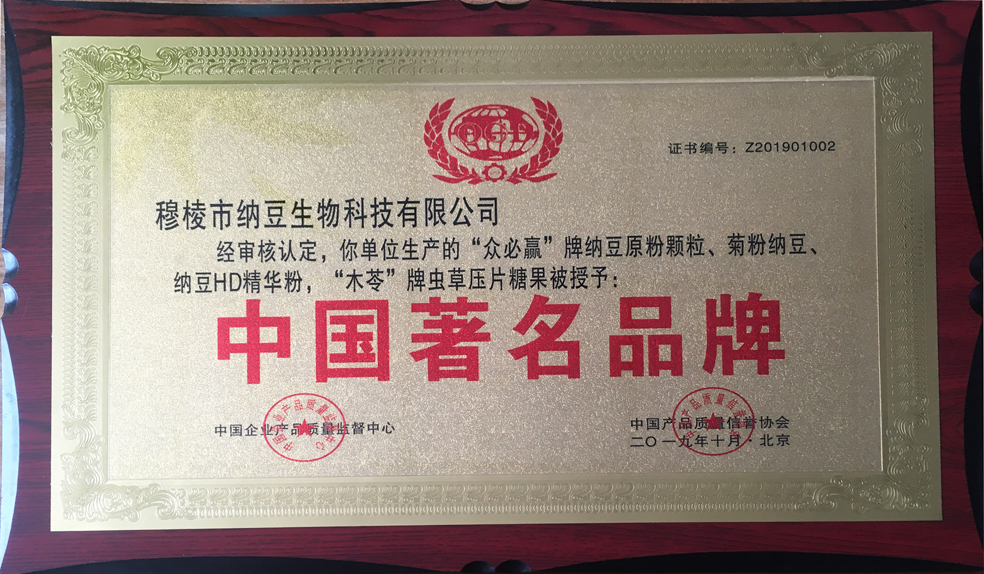 证书编号：Z201901002
穆棱市纳豆生物科技有限公司
经审核认定，你单位生产的“众必赢”牌纳豆原粉颗粒、菊粉纳豆、
纳豆HD精华粉，“木苓”牌虫草压片糖果被授予：
中国著名品牌
中国企业产品质量监督中心
中国产品质量信誉协会
二〇一九年十月·北京